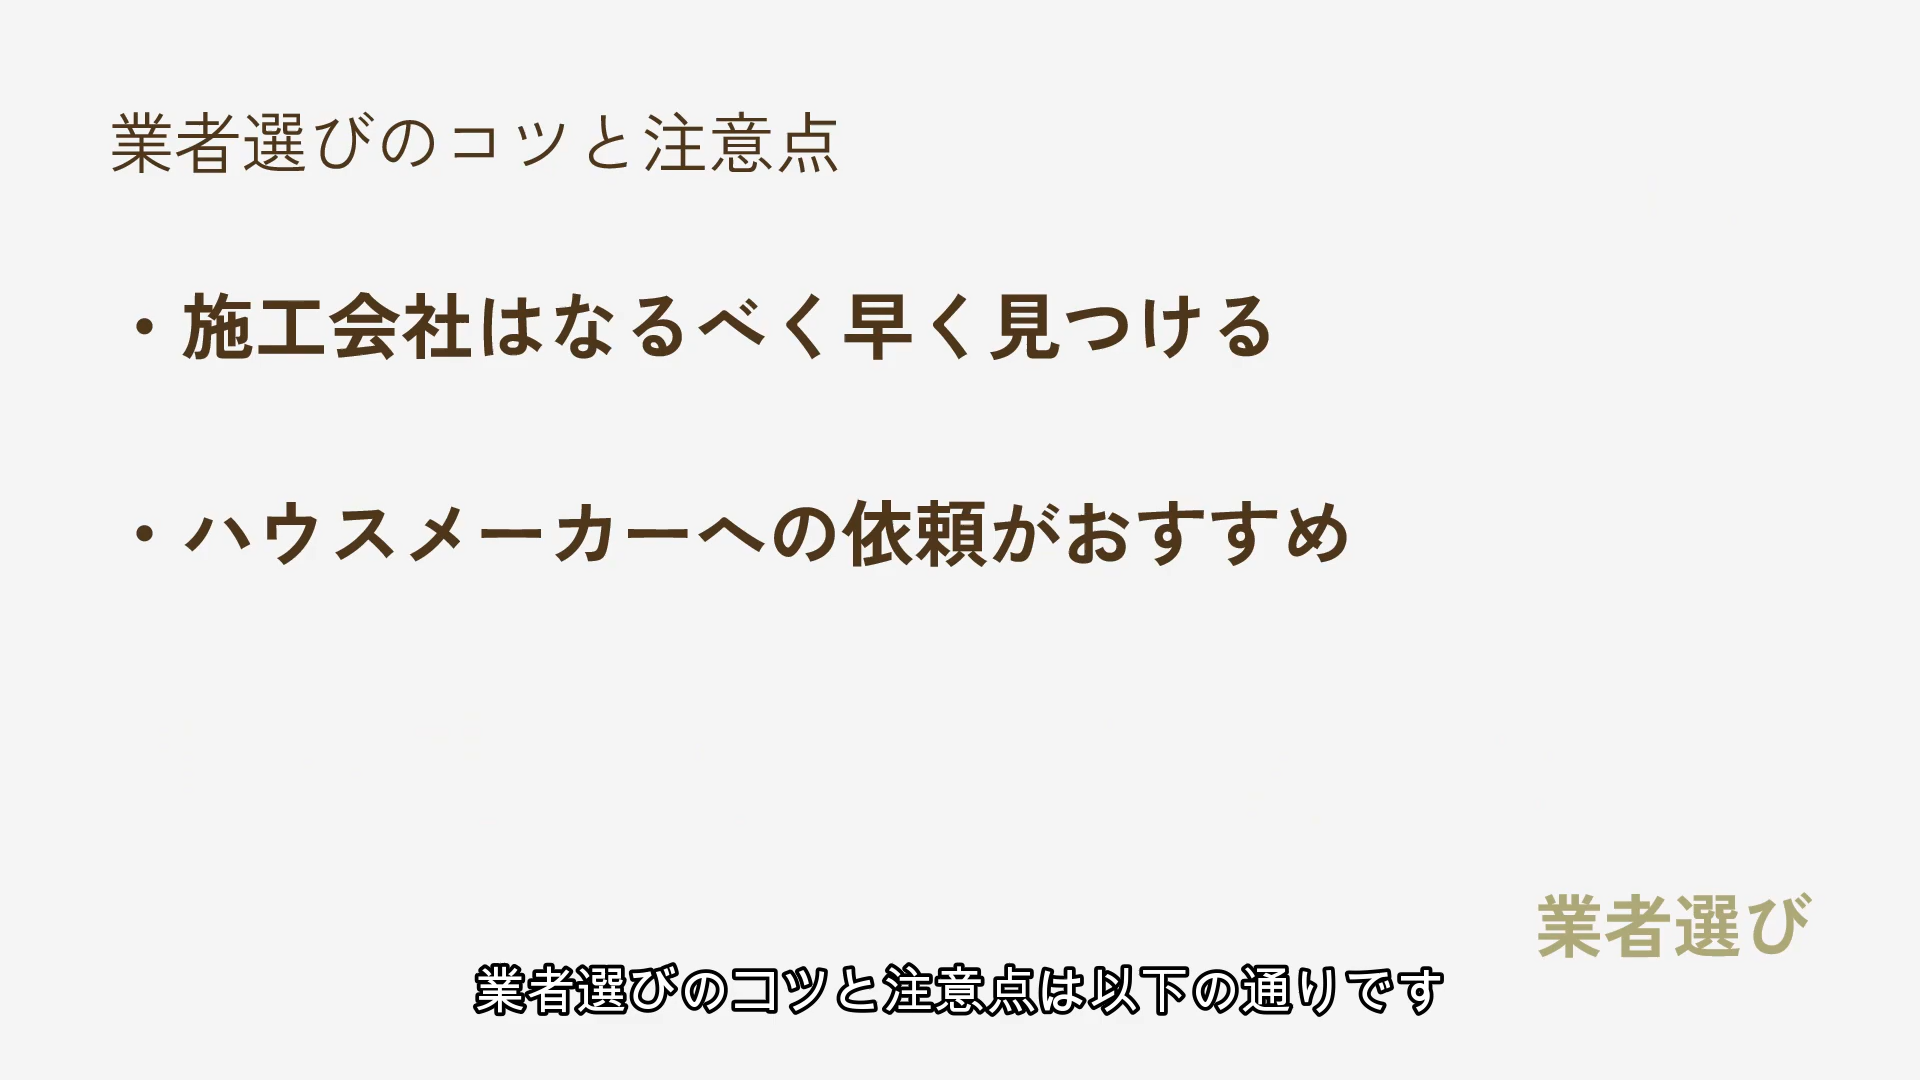 業者選びのコツと注意点
・施工会社はなるべく早く見つける
・ハウスメーカーへの依頼がおすすめ
業者選び
業者選びのコツと注意点は以下の通りです